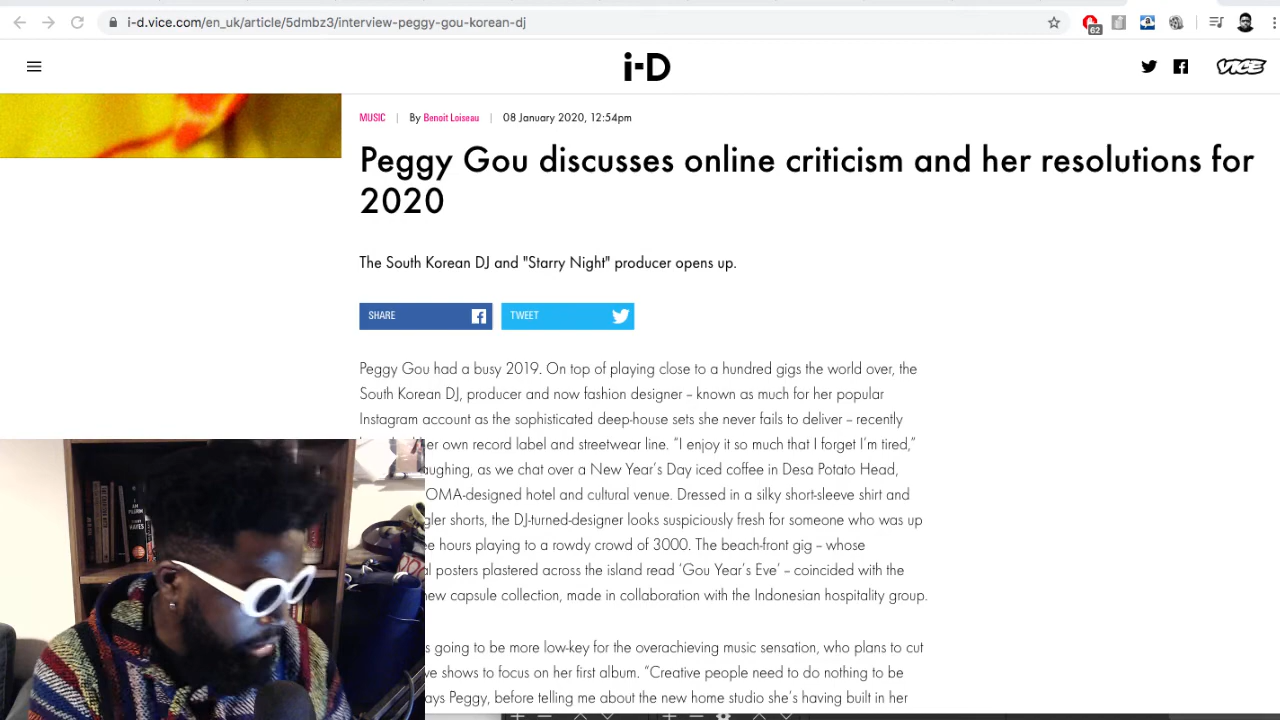 i-d.vice.com/en_uk/article/5dmbz3/interview-peggy-gou-korean-dj
62
i-D
VICE
MUSIC | By Benoit Loiseau | 08 January 2020, 12:54pm
Peggy Gou discusses online criticism and her resolutions for
2020
The South Korean DJ and "Starry Night" producer opens up.
SHARE
TWEET
Peggy Gou had a busy 2019. On top of playing close to a hundred gigs the world over, the
South Korean DJ, producer and now fashion designer – known as much for her popular
Instagram account as the sophisticated deep-house sets she never fails to deliver – recently
her own record label and streetwear line. “I enjoy it so much that I forget I’m tired,”
aughing, as we chat over a New Year’s Day iced coffee in Desa Potato Head,
OMA-designed hotel and cultural venue. Dressed in a silky short-sleeve shirt and
gler shorts, the DJ-turned-designer looks suspiciously fresh for someone who was up
ee hours playing to a rowdy crowd of 3000. The beach-front gig – whose
al posters plastered across the island read ‘Gou Year’s Eve’ – coincided with the
new capsule collection, made in collaboration with the Indonesian hospitality group.
s going to be more low-key for the overachieving music sensation, who plans to cut
ve shows to focus on her first album. “Creative people need to do nothing to be
ays Peggy, before telling me about the new home studio she’s having built in her